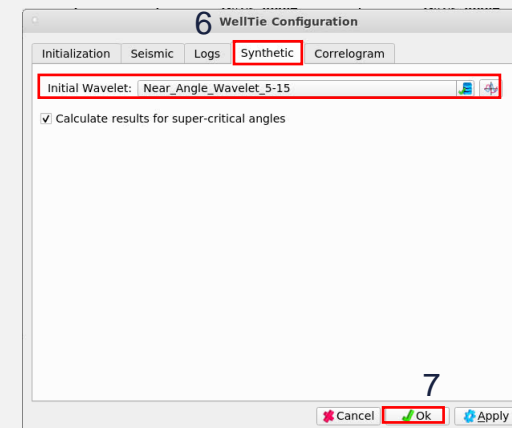 6
WellTie Configuration
Initialization Seismic Logs Synthetic Correlogram
Initial Wavelet: Near_Angle_Wavelet_5-15
Calculate results for super-critical angles
7
Cancel Ok Apply